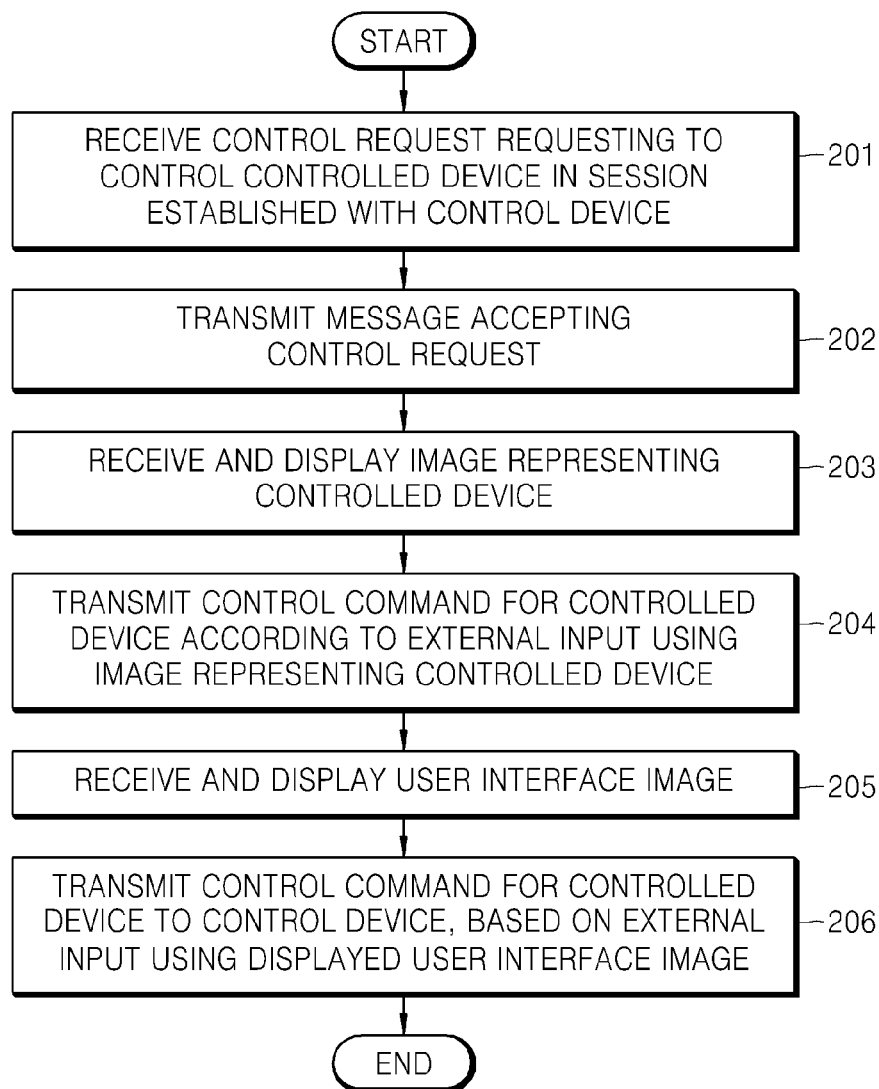 START
RECEIVE CONTROL REQUEST REQUESTING TO
CONTROL CONTROLLED DEVICE IN SESSION
ESTABLISHED WITH CONTROL DEVICE
201
TRANSMIT MESSAGE ACCEPTING
CONTROL REQUEST
202
RECEIVE AND DISPLAY IMAGE REPRESENTING
CONTROLLED DEVICE
203
TRANSMIT CONTROL COMMAND FOR CONTROLLED
DEVICE ACCORDING TO EXTERNAL INPUT USING
IMAGE REPRESENTING CONTROLLED DEVICE
204
RECEIVE AND DISPLAY USER INTERFACE IMAGE
205
TRANSMIT CONTROL COMMAND FOR CONTROLLED
DEVICE TO CONTROL DEVICE, BASED ON EXTERNAL
INPUT USING DISPLAYED USER INTERFACE IMAGE
206
END